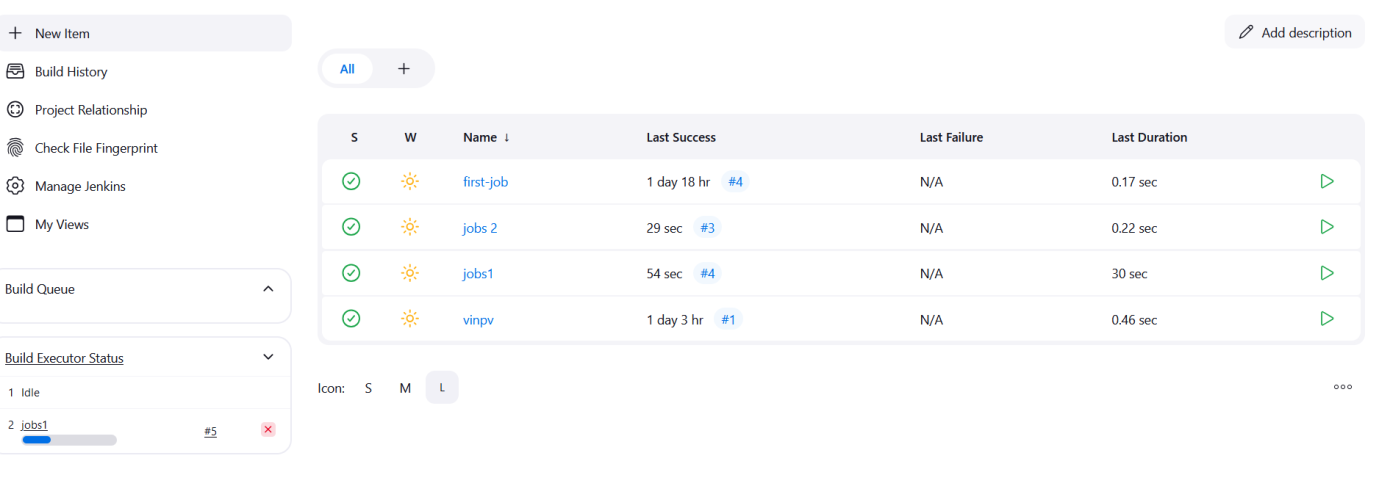 New Item
Build History
Project Relationship
Check File Fingerprint
Manage Jenkins
My Views
Build Queue
Build Executor Status
1 Idle
2 jobs1 #5
Add description
All
S W Name ↓ Last Success Last Failure Last Duration
first-job 1 day 18 hr #4 N/A 0.17 sec
jobs 2 29 sec #3 N/A 0.22 sec
jobs1 54 sec #4 N/A 30 sec
vinpv 1 day 3 hr #1 N/A 0.46 sec
Icon: S M L